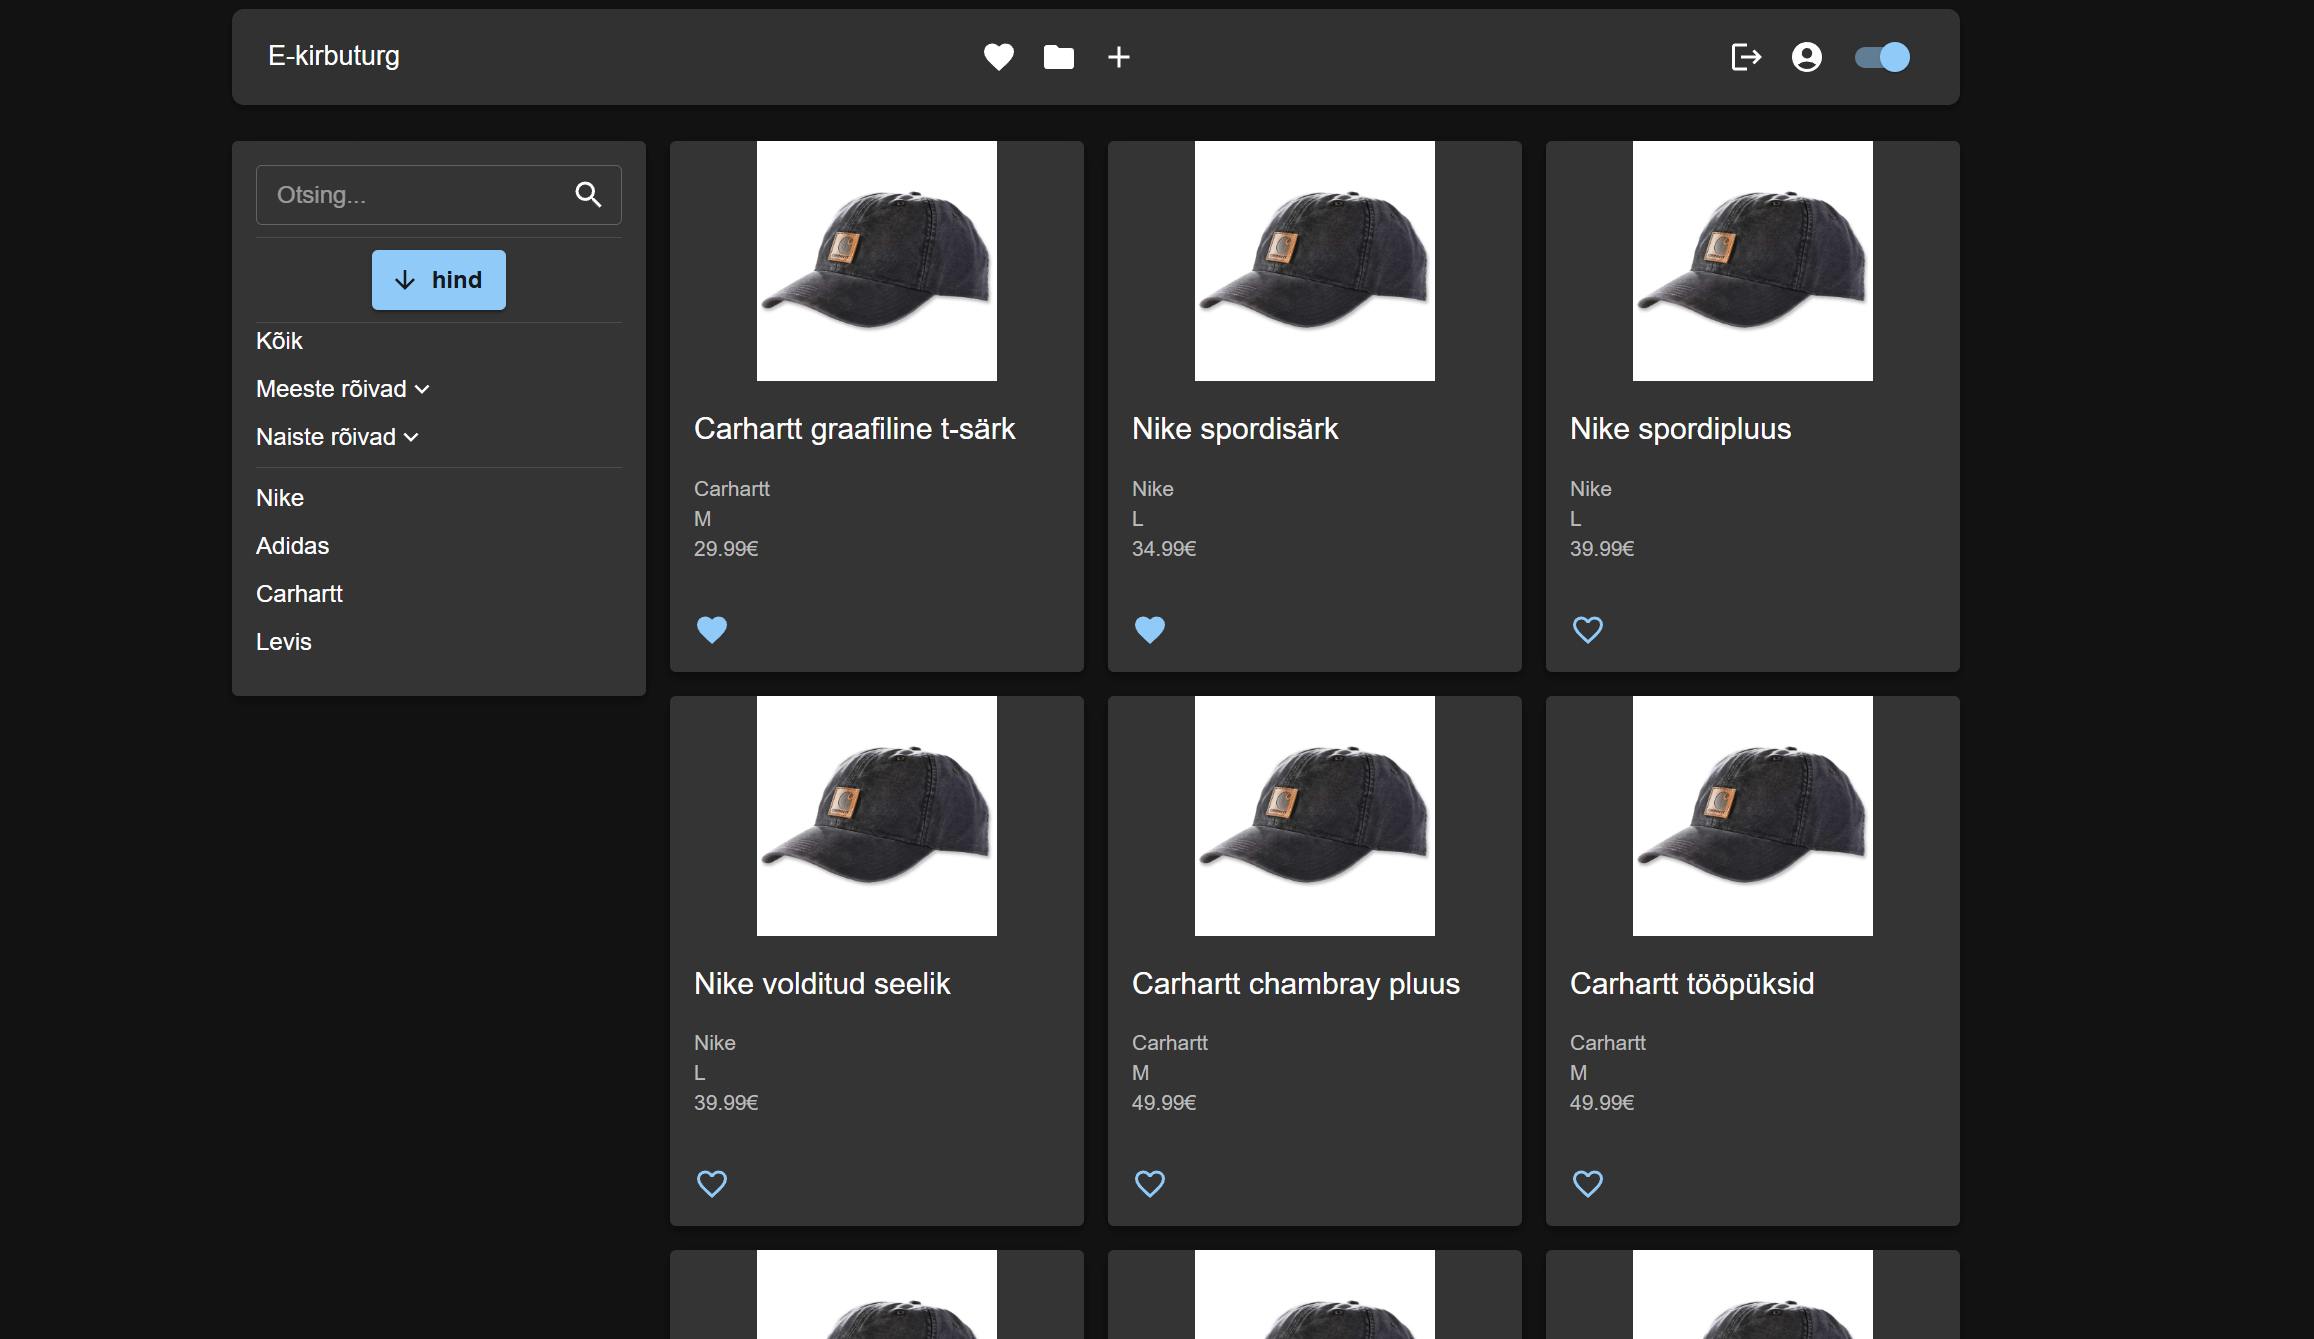 E-kirbuturg
Otsing...
hind
Kõik
Meeste rõivad
Naiste rõivad
Nike
Adidas
Carhartt
Levis
Carhartt graafiline t-särk
Carhartt
M
29.99€
Nike spordisärk
Nike
L
34.99€
Nike spordipluus
Nike
L
39.99€
Nike volditud seelik
Nike
L
39.99€
Carhartt chambray pluus
Carhartt
M
49.99€
Carhartt tööpüksid
Carhartt
M
49.99€